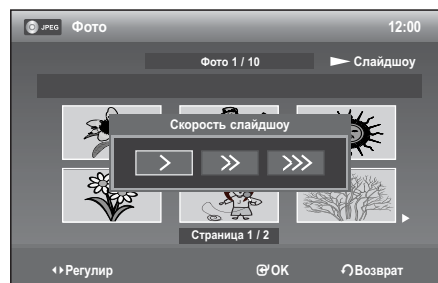 JPEG Фото 12:00
Фото 1 / 10 Слайдшоу
Скорость слайдшоу
Страница 1 / 2
Регулир OK Возврат